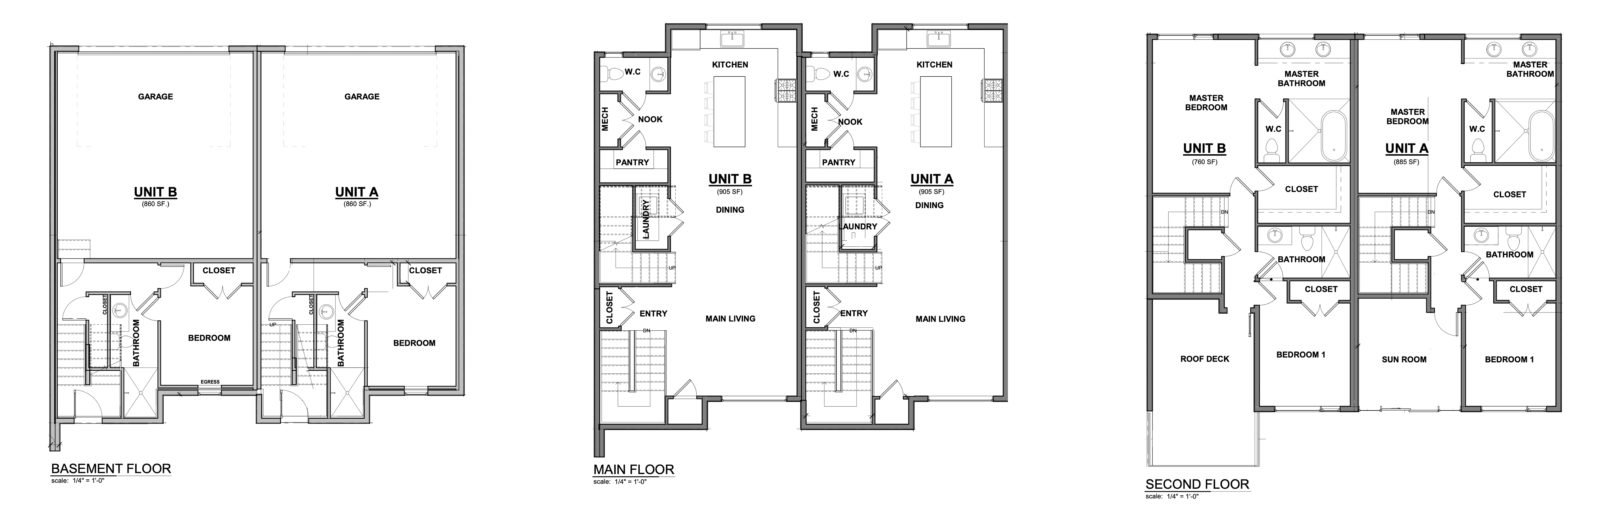 GARAGE
GARAGE
UNIT B
(860 SF.)
UNIT A
(860 SF.)
CLOSET
CLOSET
CLOSET
CLOSET
UP
BATHROOM
BEDROOM
BATHROOM
BEDROOM
EGRESS
BASEMENT FLOOR
scale: 1/4" = 1'-0"
KITCHEN
KITCHEN
W.C
W.C
MECH
NOOK
MECH
NOOK
PANTRY
PANTRY
UNIT B
(905 SF)
UNIT A
(905 SF)
DINING
DINING
LAUNDRY
LAUNDRY
UP
UP
CLOSET
ENTRY
CLOSET
ENTRY
MAIN LIVING
MAIN LIVING
DN
DN
MAIN FLOOR
scale: 1/4" = 1'-0"
MASTER
BATHROOM
MASTER
BATHROOM
MASTER
BEDROOM
MASTER
BEDROOM
W.C
W.C
UNIT B
(760 SF)
UNIT A
(885 SF)
CLOSET
CLOSET
DN
DN
BATHROOM
BATHROOM
CLOSET
CLOSET
ROOF DECK
BEDROOM 1
SUN ROOM
BEDROOM 1
SECOND FLOOR
scale: 1/4" = 1'-0"